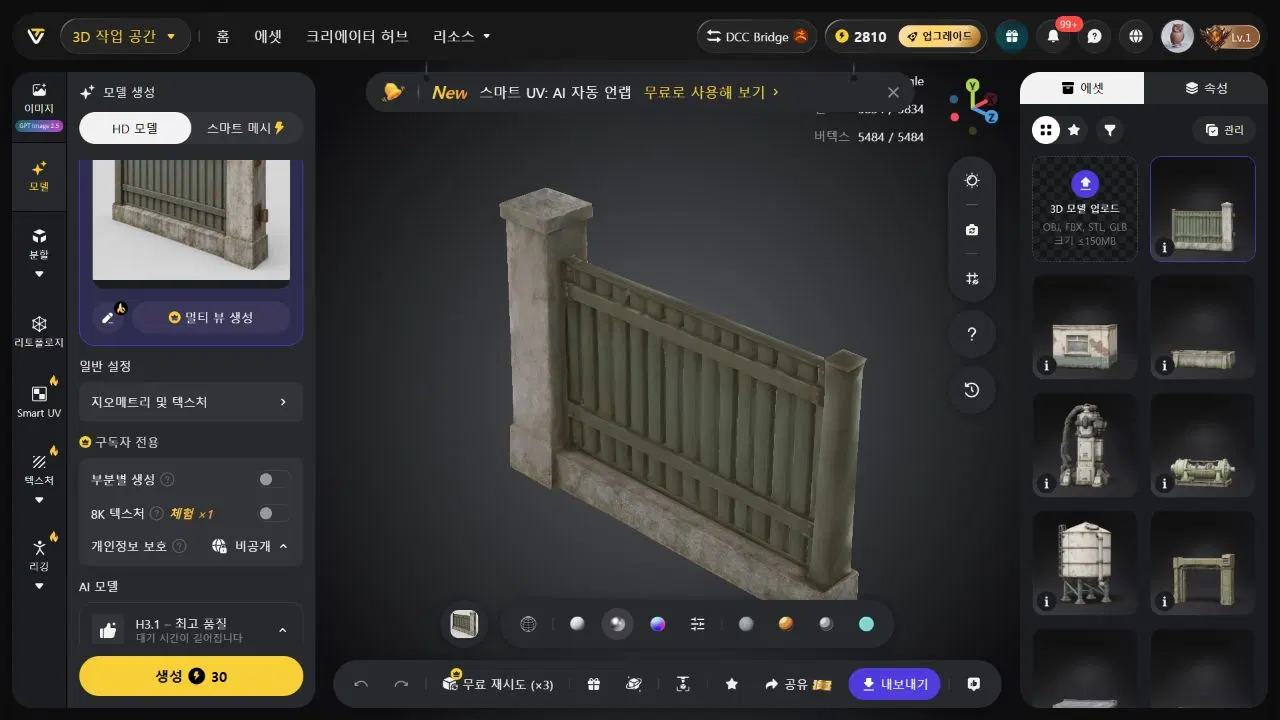 3D 작업 공간
홈
에셋
크리에이터 허브
리소스
DCC Bridge
2810
업그레이드
99+
Lv.1
이미지
GPT Image 2.5
모델
분할
리토폴로지
Smart UV
텍스처
리깅
모델 생성
HD 모델
스마트 메시
멀티 뷰 생성
일반 설정
지오메트리 및 텍스처
구독자 전용
부분별 생성
8K 텍스처 体验 ×1
개인정보 보호
비공개
AI 모델
H3.1 – 최고 품질
대기 시간이 길어집니다
생성 30
New 스마트 UV: AI 자동 언랩 무료로 사용해 보기
버텍스 5484 / 5484
Y
X
Z
?
무료 재시도 (×3)
공유
내보내기
에셋
속성
관리
3D 모델 업로드
OBJ, FBX, STL, GLB
크기 ≤150MB